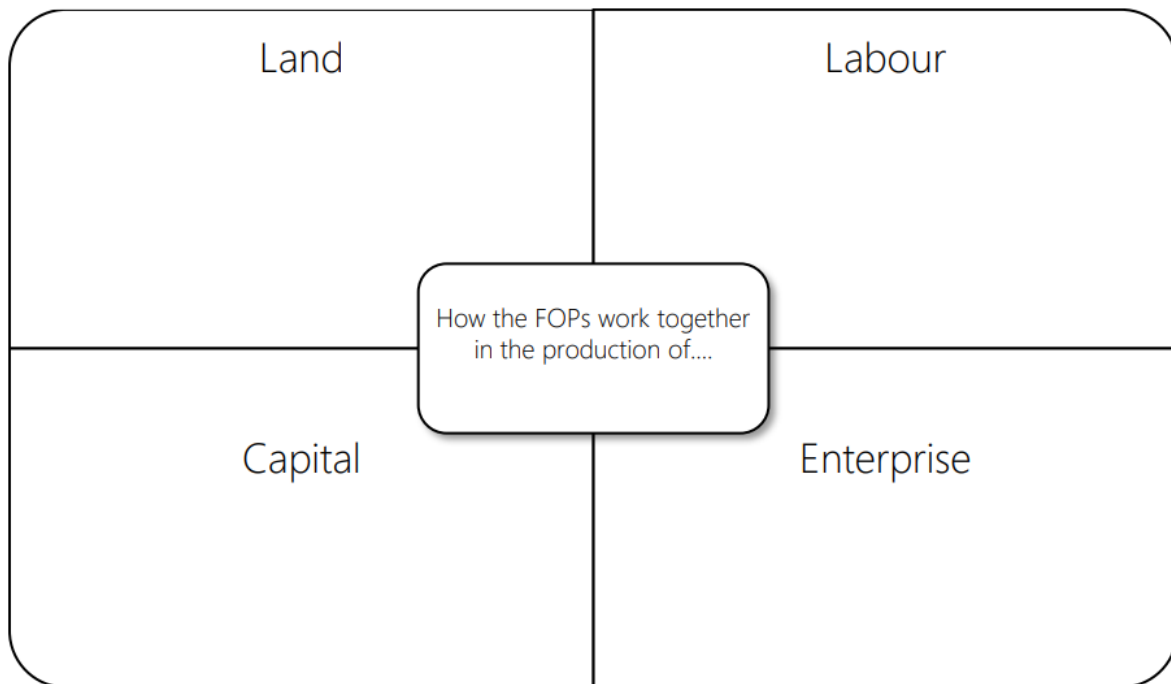 Land
Labour
How the FOPs work together
in the production of....
Capital
Enterprise